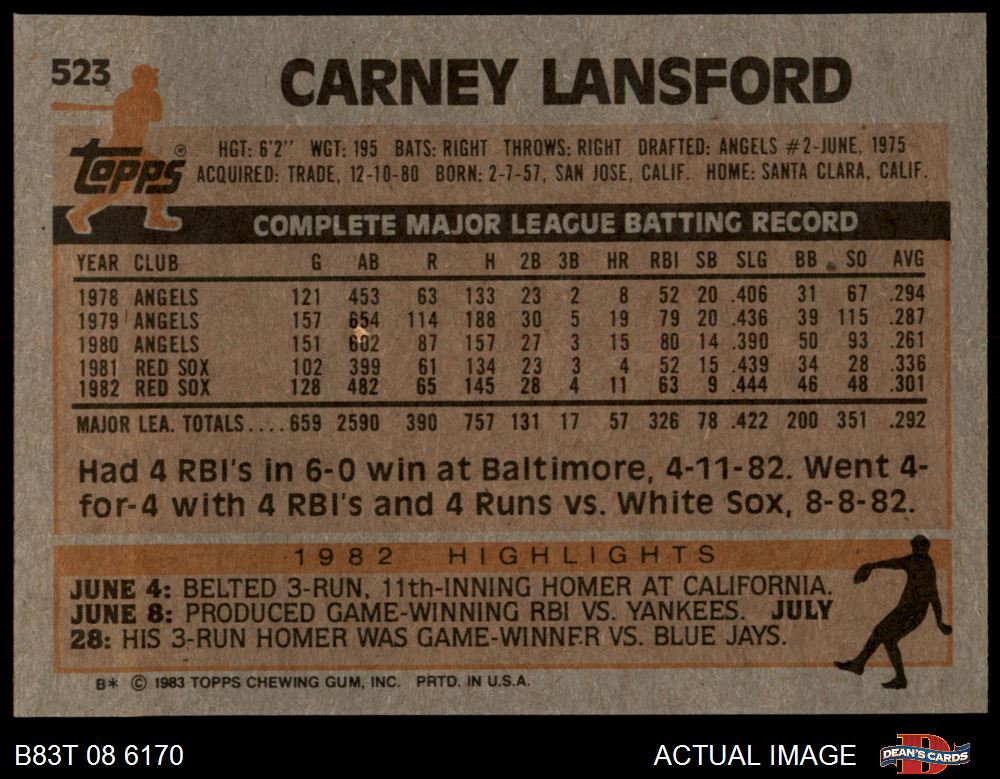 523
CARNEY LANSFORD
Topps®
HGT: 6'2" WGT: 195 BATS: RIGHT THROWS: RIGHT DRAFTED: ANGELS #2-JUNE, 1975
ACQUIRED: TRADE, 12-10-80 BORN: 2-7-57, SAN JOSE, CALIF. HOME: SANTA CLARA, CALIF.
COMPLETE MAJOR LEAGUE BATTING RECORD
YEAR CLUB G AB R H 2B 3B HR RBI SB SLG BB SO AVG
1978 ANGELS 121 453 63 133 23 2 8 52 20 .406 31 67 .294
1979 ANGELS 157 654 114 188 30 5 19 79 20 .436 39 115 .287
1980 ANGELS 151 602 87 157 27 3 15 80 14 .390 50 93 .261
1981 RED SOX 102 399 61 134 23 3 4 52 15 .439 34 28 .336
1982 RED SOX 128 482 65 145 28 4 11 63 9 .444 46 48 .301
MAJOR LEA. TOTALS....659 2590 390 757 131 17 57 326 78 .422 200 351 .292
Had 4 RBI's in 6-0 win at Baltimore, 4-11-82. Went 4-
for-4 with 4 RBI's and 4 Runs vs. White Sox, 8-8-82.
1982 HIGHLIGHTS
JUNE 4: BELTED 3-RUN, 11th-INNING HOMER AT CALIFORNIA.
JUNE 8: PRODUCED GAME-WINNING RBI VS. YANKEES. JULY
28: HIS 3-RUN HOMER WAS GAME-WINNER VS. BLUE JAYS.
B* © 1983 TOPPS CHEWING GUM, INC. PRTD. IN U.S.A.
B83T 08 6170
ACTUAL IMAGE
D
DEAN'S CARDS